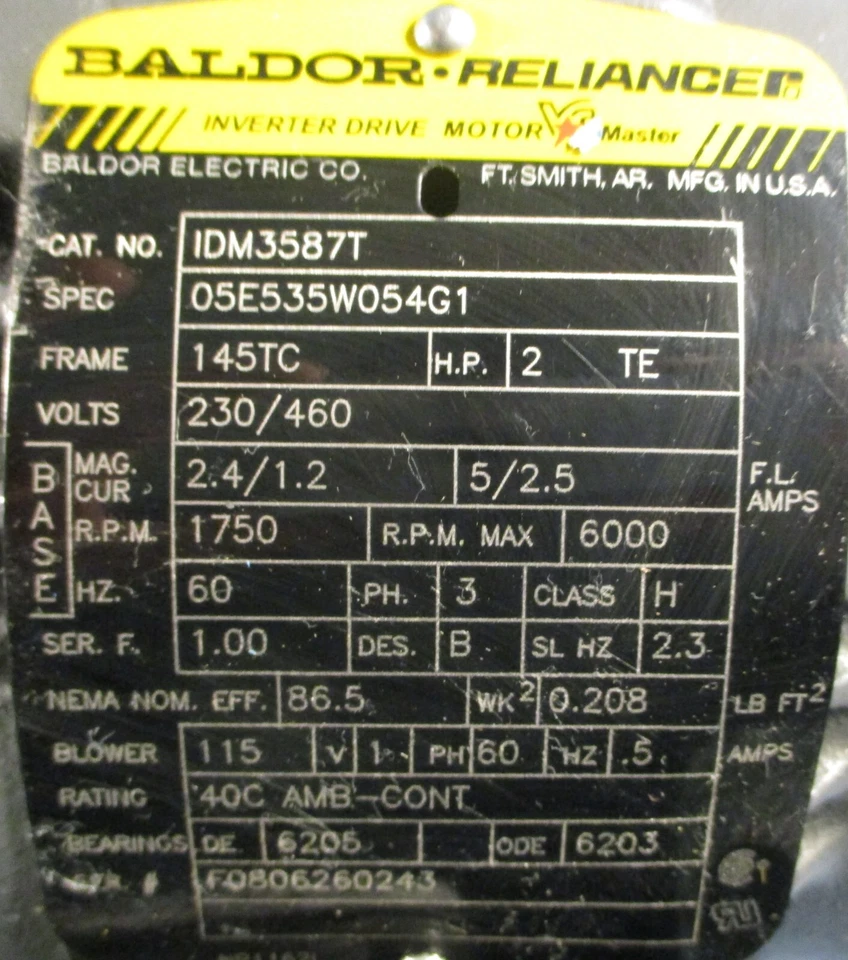 BALDOR · RELIANCER
INVERTER DRIVE MOTOR VS Master
BALDOR ELECTRIC CO. FT. SMITH, AR. MFG. IN U.S.A.
CAT. NO. IDM3587T
SPEC 05E535W054G1
FRAME 145TC H.P. 2 TE
VOLTS 230/460
BASE MAG. CUR 2.4/1.2 5/2.5 F.L. AMPS
R.P.M. 1750 R.P.M. MAX 6000
HZ. 60 PH. 3 CLASS H
SER. F. 1.00 DES. B SL HZ 2.3
NEMA NOM. EFF. 86.5 WK² 0.208 LB FT²
BLOWER 115 V 1 PH 60 HZ .5 AMPS
RATING 40C AMB-CONT
BEARINGS DE 6205 ODE 6203
SER. # F0806260243